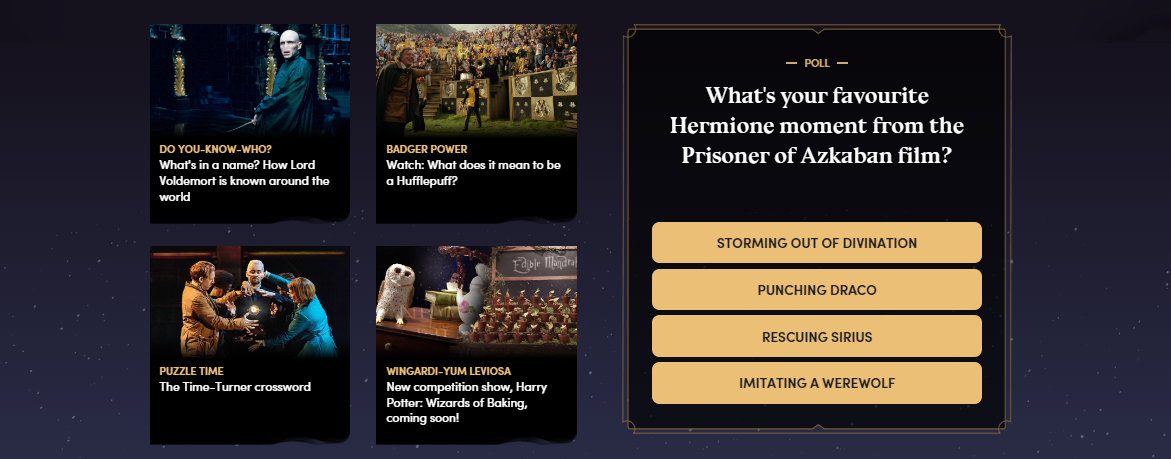 DO YOU-KNOW-WHO?
What's in a name? How Lord
Voldemort is known around the
world
BADGER POWER
Watch: What does it mean to be
a Hufflepuff?
PUZZLE TIME
The Time-Turner crossword
Edible Mandra
WINGARDI-YUM LEVIOSA
New competition show, Harry
Potter: Wizards of Baking,
coming soon!
POLL
What's your favourite
Hermione moment from the
Prisoner of Azkaban film?
STORMING OUT OF DIVINATION
PUNCHING DRACO
RESCUING SIRIUS
IMITATING A WEREWOLF